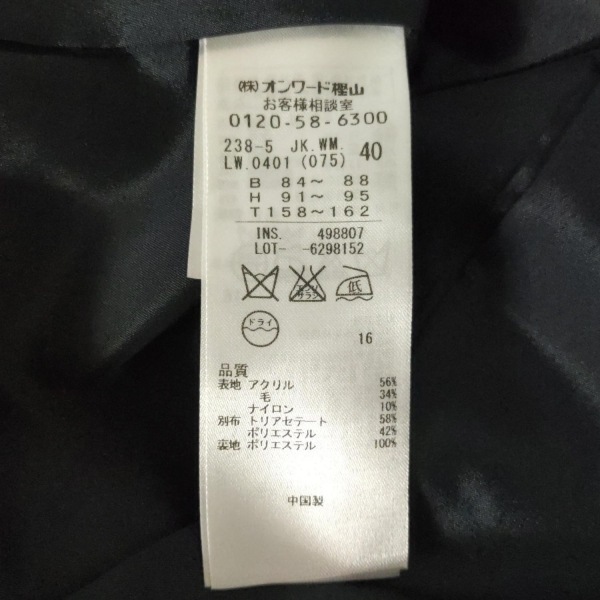 (株)オンワード樫山
お客様相談室
0120-58-6300
238-5 JK.WM. 40
LW.0401 (075)
B 84～ 88
H 91～ 95
T158～162
INS. 498807
LOT- -6298152
低
ドライ
16
品質
表地 アクリル 56%
毛 34%
ナイロン 10%
別布 トリアセテート 58%
ポリエステル 42%
裏地 ポリエステル 100%
中国製